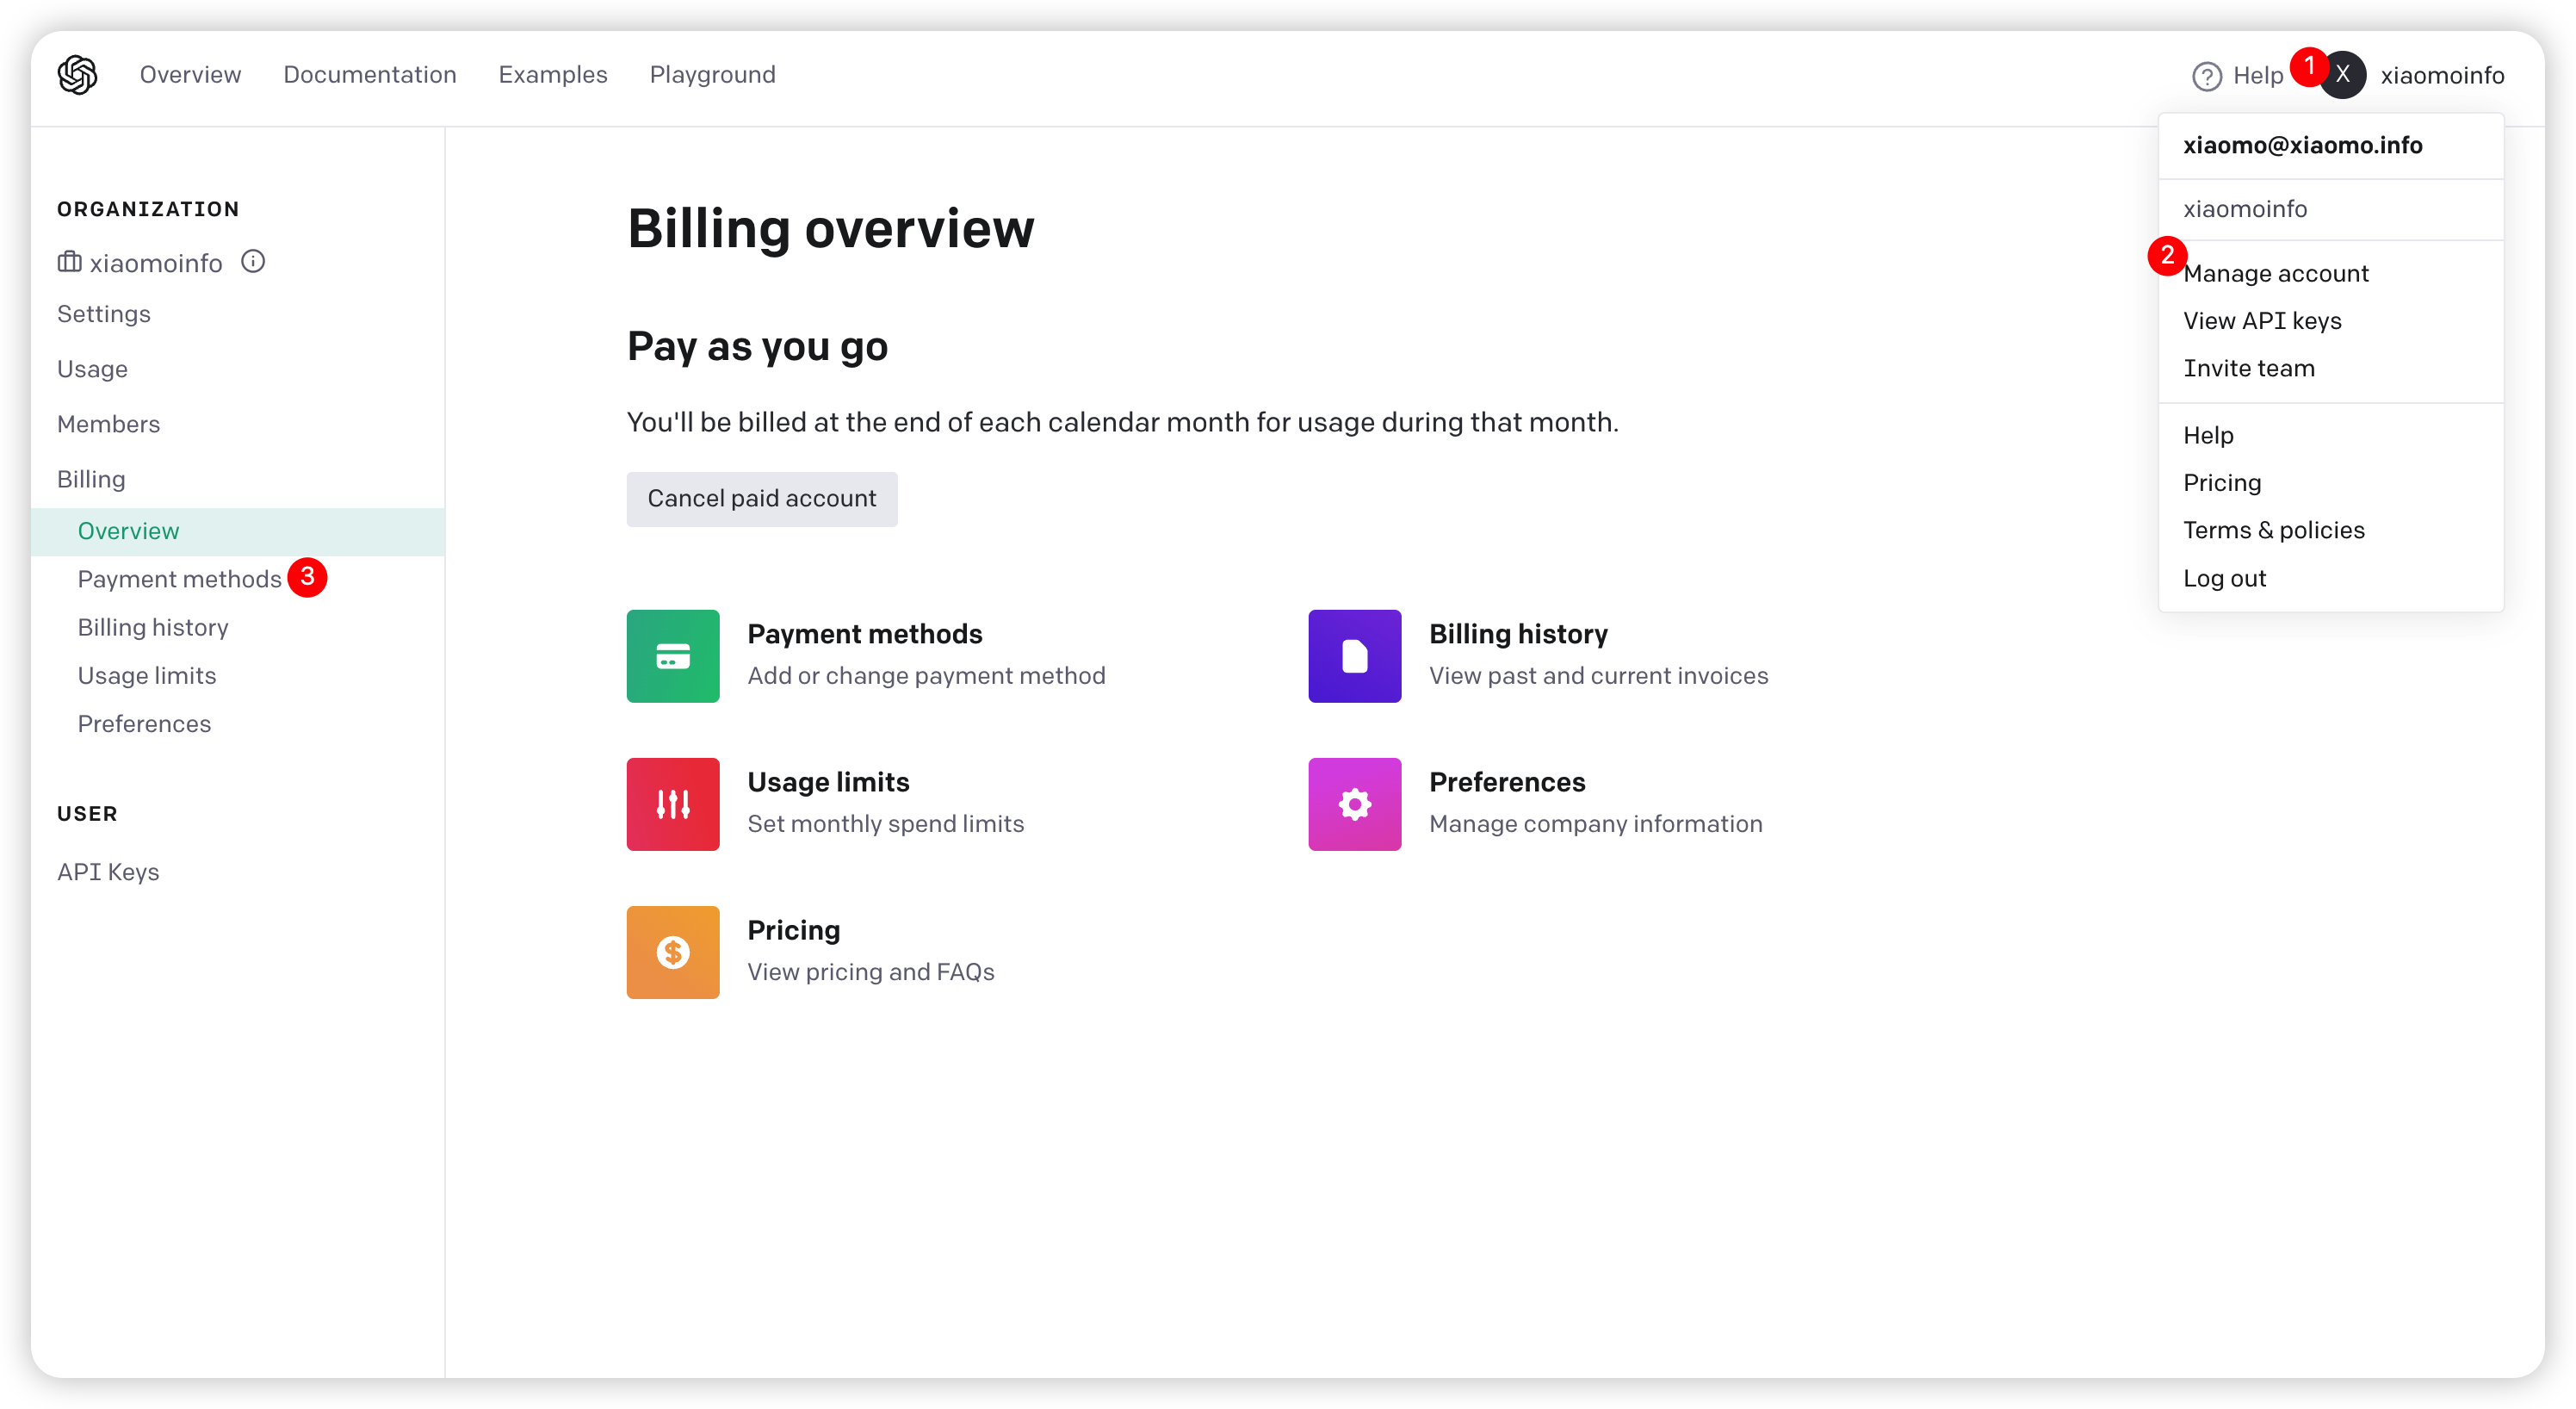 Overview Documentation Examples Playground Help 1 X xiaomoinfo
ORGANIZATION
xiaomoinfo
Settings
Usage
Members
Billing
Overview
Payment methods 3
Billing history
Usage limits
Preferences
USER
API Keys
Billing overview
Pay as you go
You'll be billed at the end of each calendar month for usage during that month.
Cancel paid account
Payment methods
Add or change payment method
Billing history
View past and current invoices
Usage limits
Set monthly spend limits
Preferences
Manage company information
Pricing
View pricing and FAQs
xiaomo@xiaomo.info
xiaomoinfo
2 Manage account
View API keys
Invite team
Help
Pricing
Terms & policies
Log out